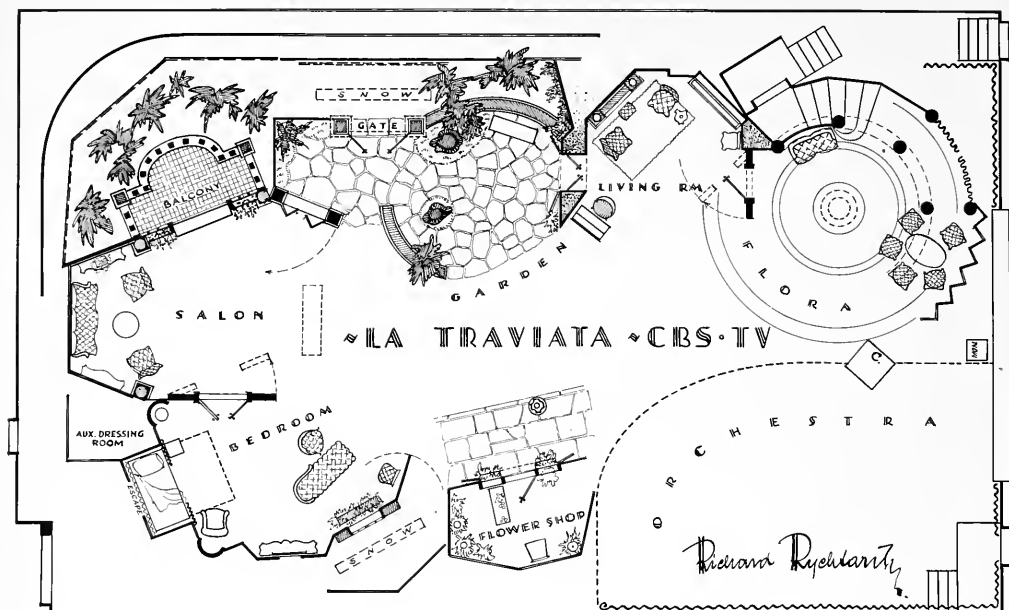 SNOW
GATE
BALCONY
LIVING RM.
GARDEN
FLORA
SALON
LA TRAVIATA CBS·TV
MON
C.
AUX. DRESSING
ROOM
BEDROOM
ORCHESTRA
ESCAPE
FLOWER SHOP
SNOW
Richard Rychtarik